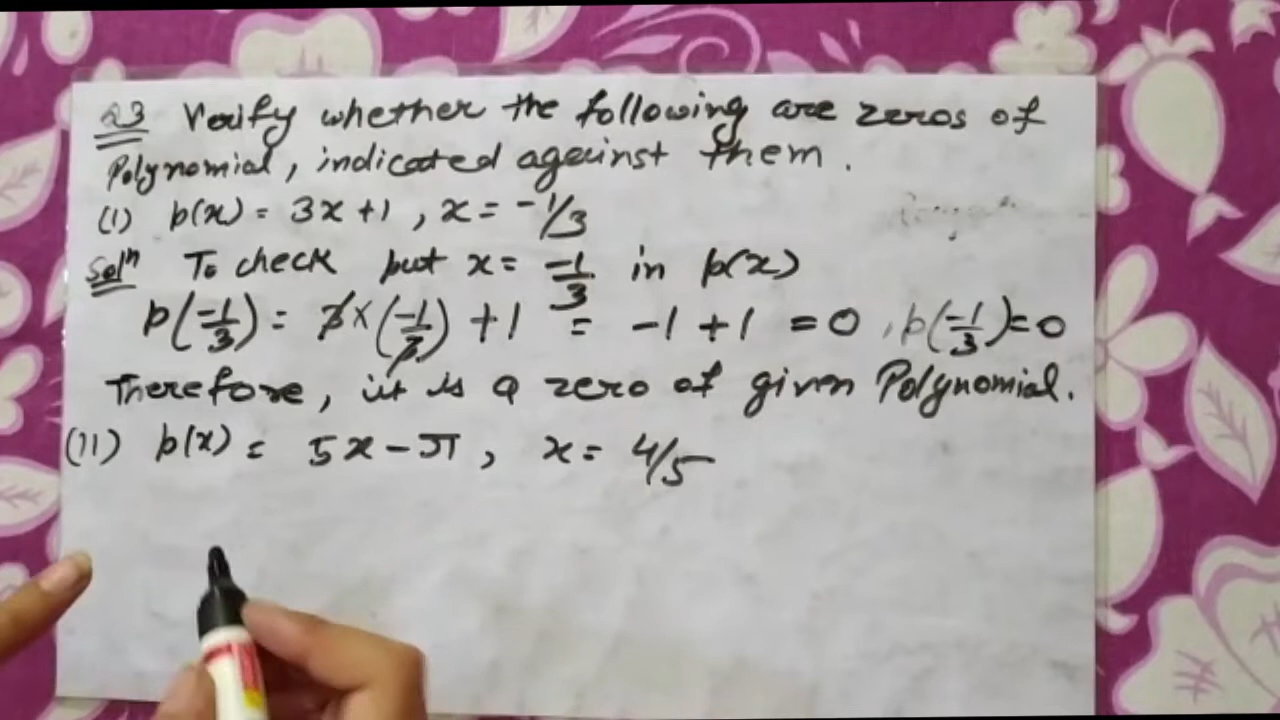 Q3 Verify whether the following are zeros of
Polynomial, indicated against them.
(1) p(x) = 3x+1, x = -1/3
Solⁿ To check put x = -1/3 in p(x)
p(-1/3) = 3×(-1/3) +1 = -1+1 = 0, p(-1/3)=0
Therefore, it is a zero of given Polynomial.
(11) p(x) = 5x-π, x = 4/5